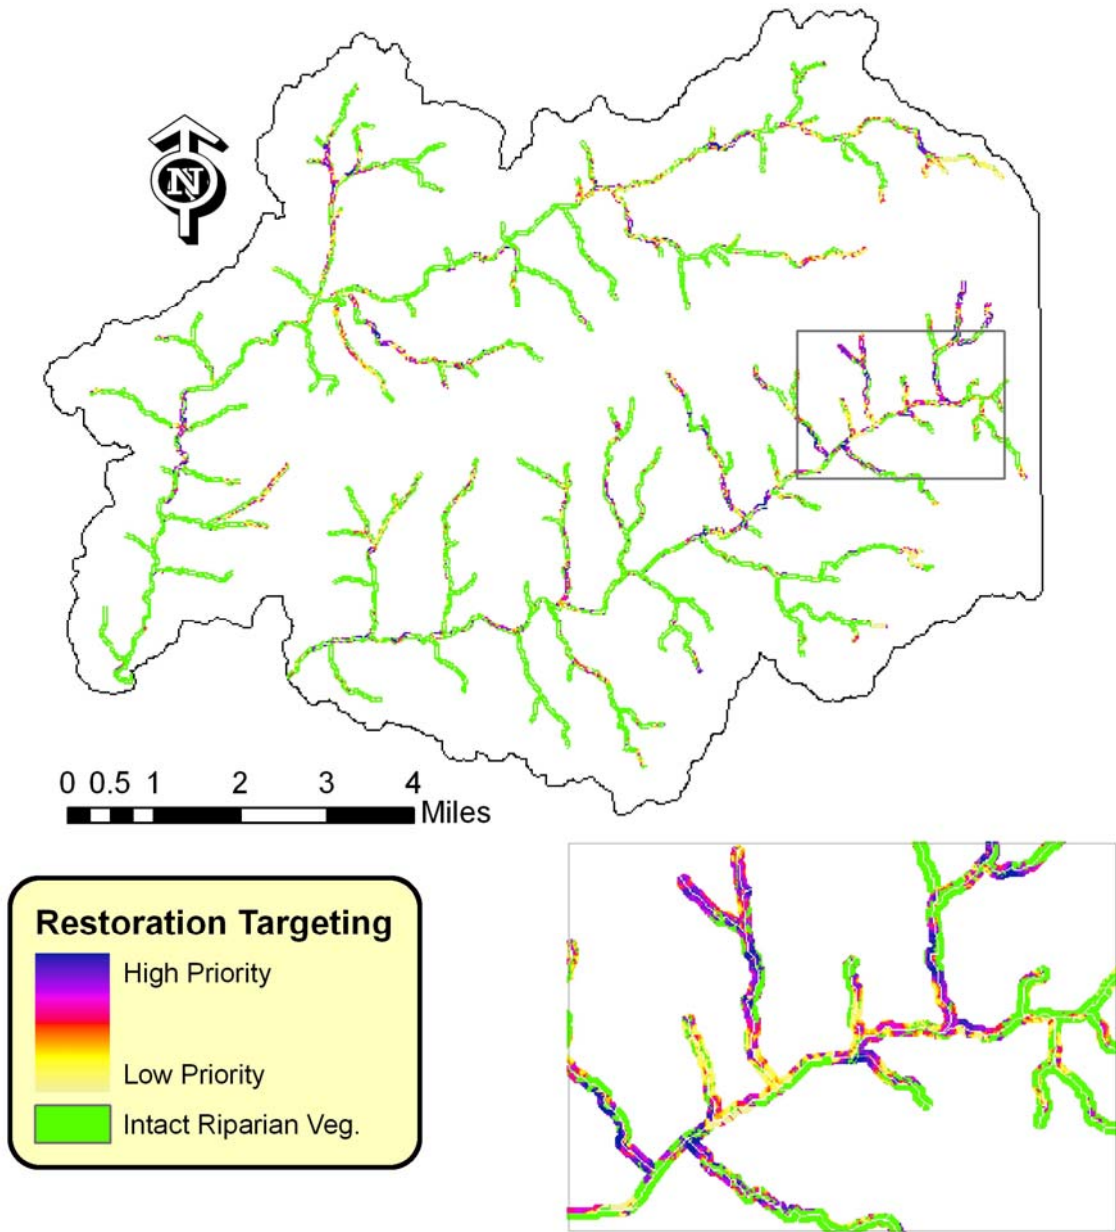 N
0 0.5 1 2 3 4
Miles
Restoration Targeting
High Priority
Low Priority
Intact Riparian Veg.